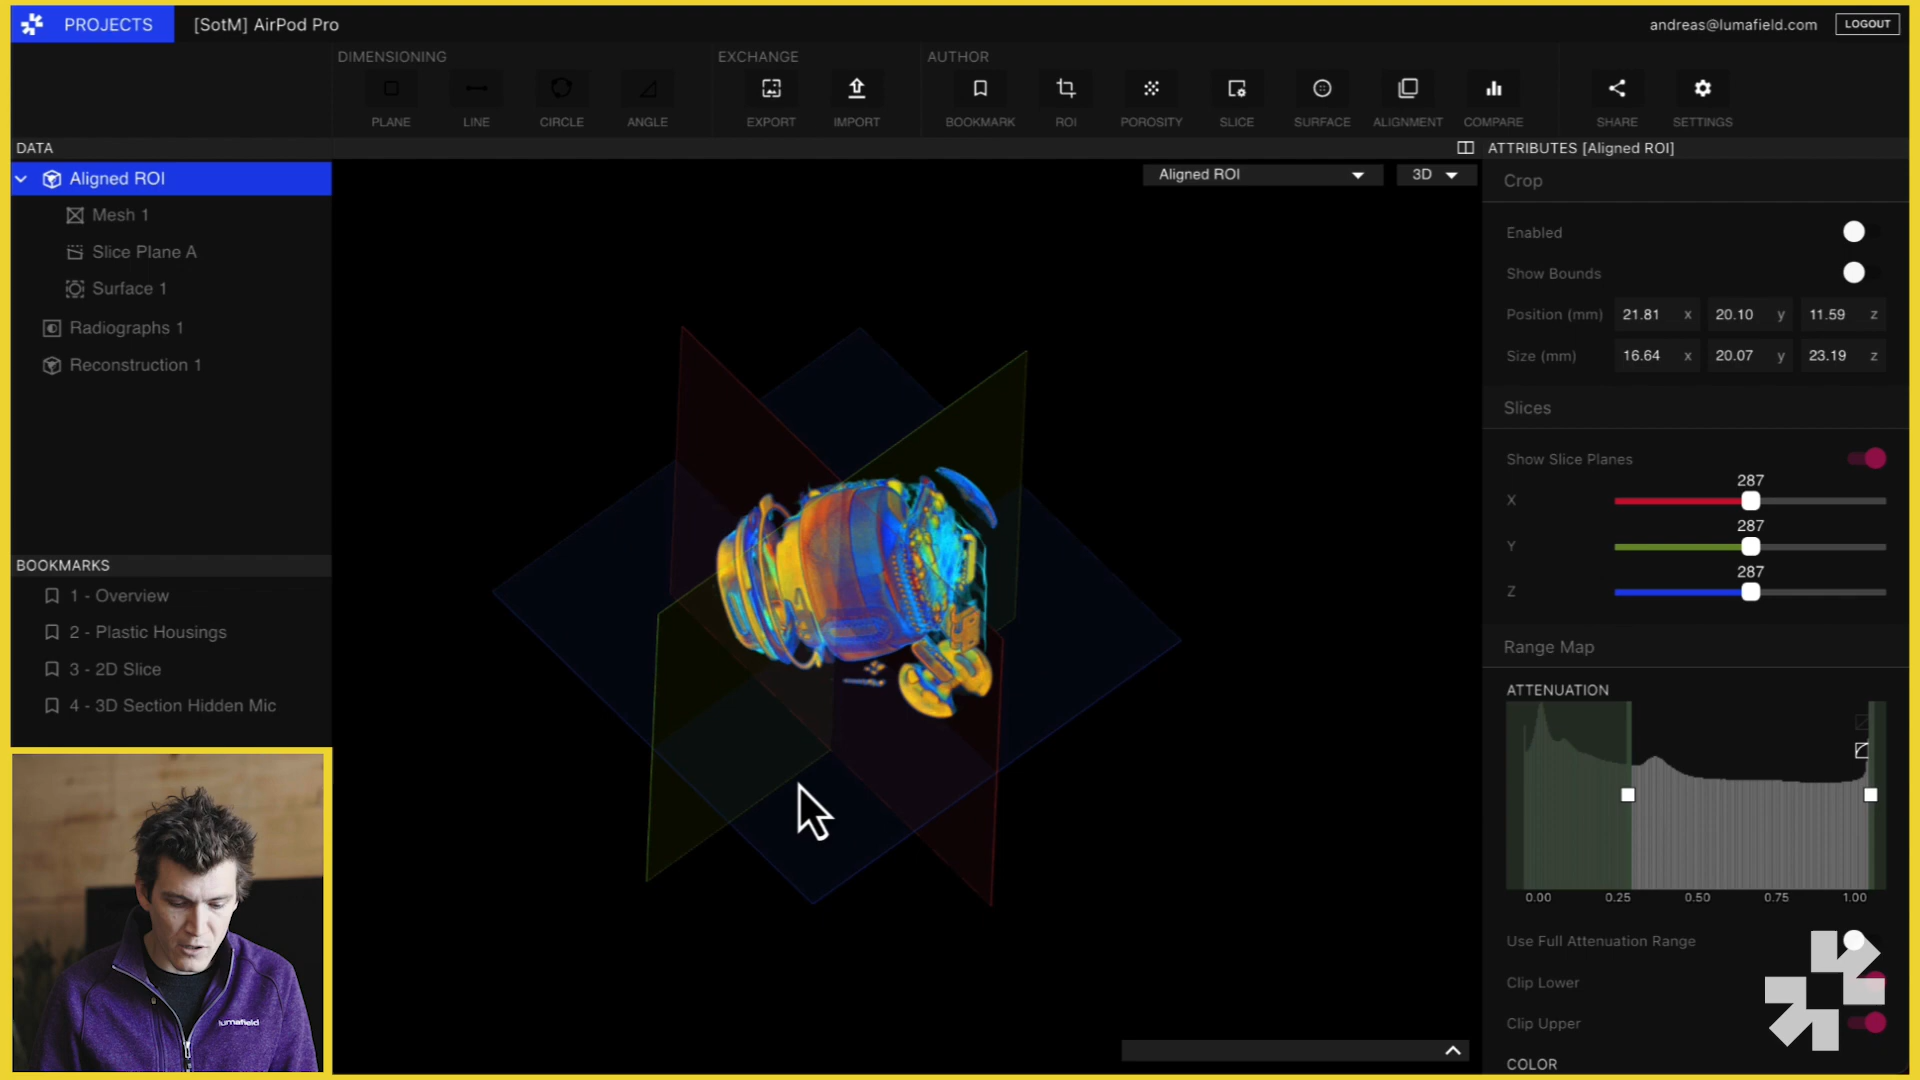 PROJECTS
[SotM] AirPod Pro
andreas@lumafield.com
LOGOUT
DIMENSIONING
EXCHANGE
AUTHOR
PLANE
LINE
CIRCLE
ANGLE
EXPORT
IMPORT
BOOKMARK
ROI
POROSITY
SLICE
SURFACE
ALIGNMENT
COMPARE
SHARE
SETTINGS
DATA
ATTRIBUTES [Aligned ROI]
Aligned ROI
Mesh 1
Slice Plane A
Surface 1
Radiographs 1
Reconstruction 1
BOOKMARKS
1 - Overview
2 - Plastic Housings
3 - 2D Slice
4 - 3D Section Hidden Mic
lumafield
Aligned ROI
3D
Crop
Enabled
Show Bounds
Position (mm) 21.81 x 20.10 y 11.59 z
Size (mm) 16.64 x 20.07 y 23.19 z
Slices
Show Slice Planes
287
X
287
Y
287
Z
Range Map
ATTENUATION
0.00 0.25 0.50 0.75 1.00
Use Full Attenuation Range
Clip Lower
Clip Upper
COLOR